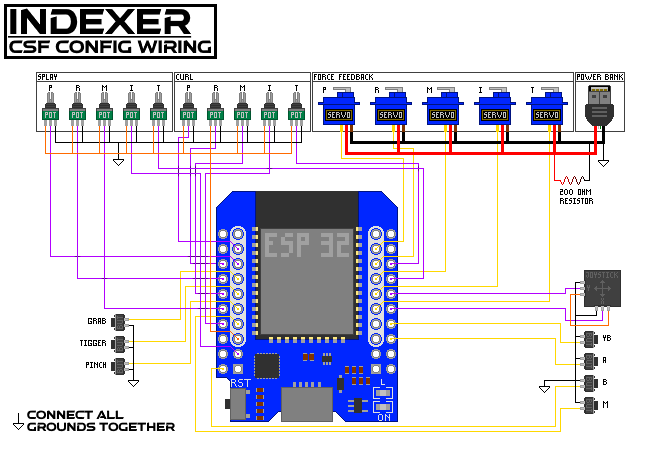 INDEXER
CSF CONFIG WIRING
SPLAY
CURL
FORCE FEEDBACK
POWER BANK
P R M I T
P R M I T
P R M I T
POT POT POT POT POT
POT POT POT POT POT
SERVO SERVO SERVO SERVO SERVO
200 OHM
RESISTOR
ESP 32
JOYSTICK
Y
GRAB
TIGGER
PINCH
YB
A
B
M
RST
L
ON
CONNECT ALL
GROUNDS TOGETHER